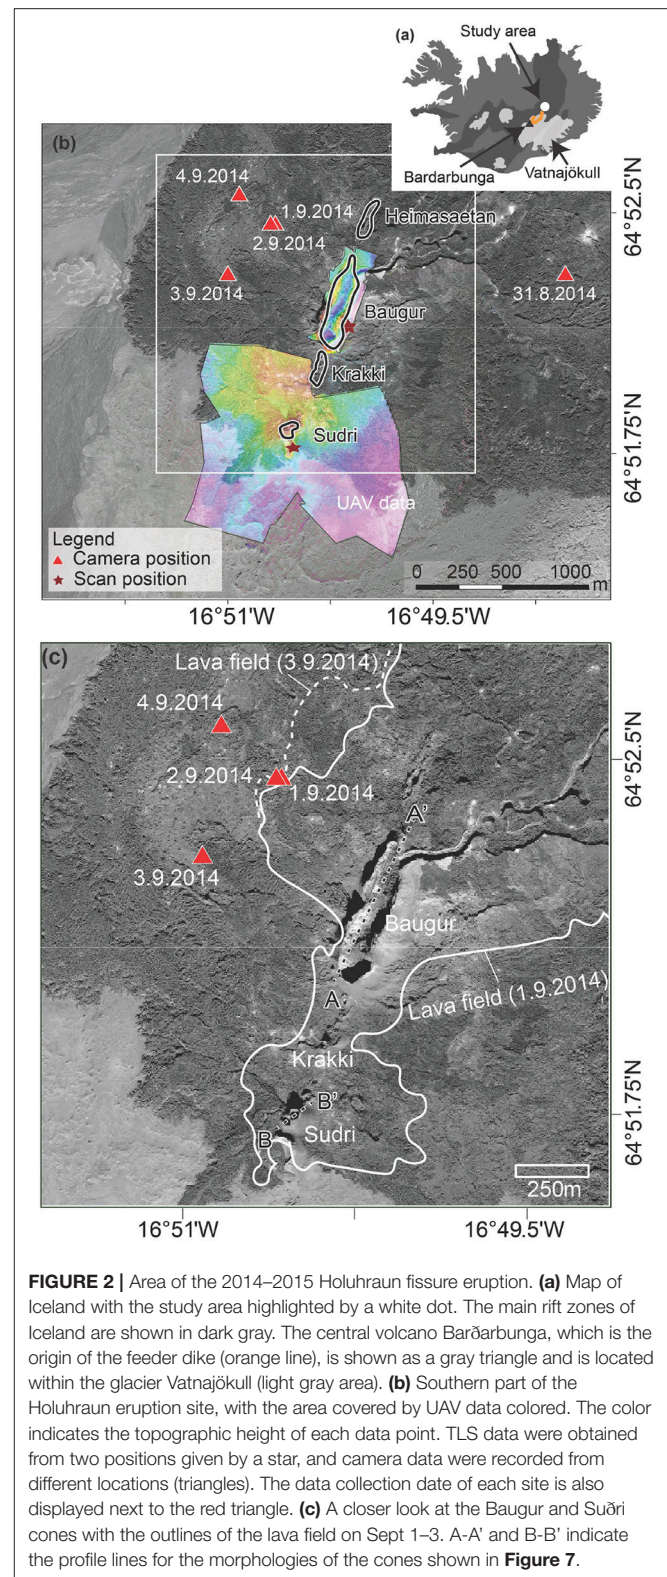 (a)
Study area
Bardarbunga
Vatnajökull
(b)
4.9.2014
1.9.2014
2.9.2014
3.9.2014
31.8.2014
Heimasaetan
Baugur
Krakki
Sudri
UAV data
Legend
Camera position
Scan position
0 250 500 1000
m
64°52.5'N
64°51.75'N
16°51'W
16°49.5'W
(c)
Lava field (3.9.2014)
4.9.2014
2.9.2014
1.9.2014
3.9.2014
A'
Baugur
A
Lava field (1.9.2014)
Krakki
B'
B
Sudri
250m
64°52.5'N
64°51.75'N
16°51'W
16°49.5'W
FIGURE 2 | Area of the 2014–2015 Holuhraun fissure eruption. (a) Map of
Iceland with the study area highlighted by a white dot. The main rift zones of
Iceland are shown in dark gray. The central volcano Barðarbunga, which is the
origin of the feeder dike (orange line), is shown as a gray triangle and is located
within the glacier Vatnajökull (light gray area). (b) Southern part of the
Holuhraun eruption site, with the area covered by UAV data colored. The color
indicates the topographic height of each data point. TLS data were obtained
from two positions given by a star, and camera data were recorded from
different locations (triangles). The data collection date of each site is also
displayed next to the red triangle. (c) A closer look at the Baugur and Suðri
cones with the outlines of the lava field on Sept 1–3. A-A' and B-B' indicate
the profile lines for the morphologies of the cones shown in Figure 7.